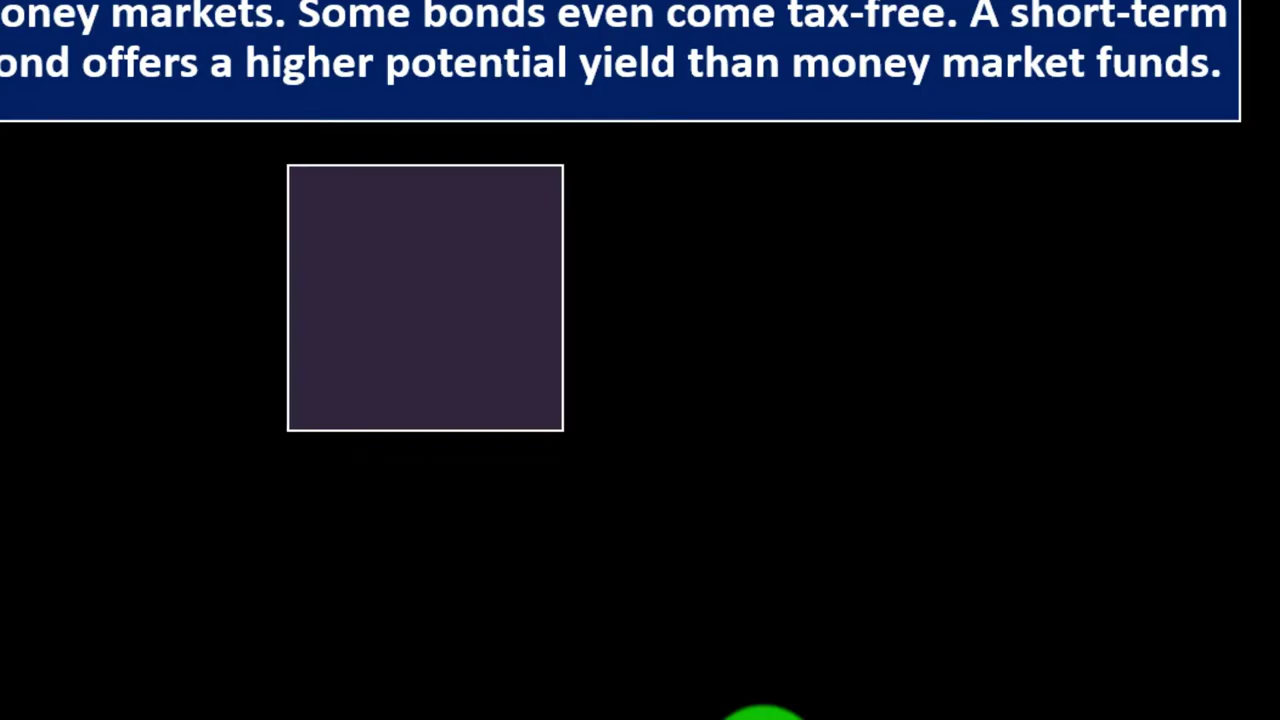 oney markets. Some bonds even come tax-free. A short-term
ond offers a higher potential yield than money market funds.